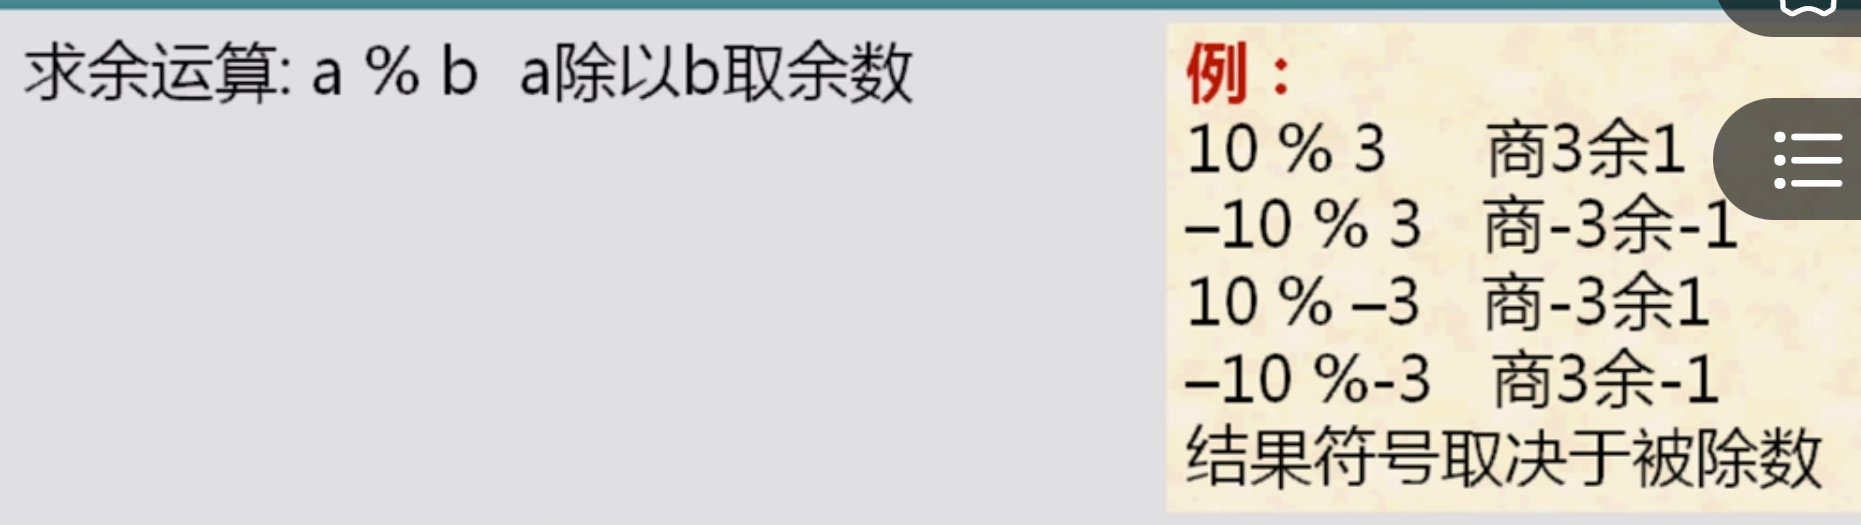 求余运算: a % b a除以b取余数
例：
10 % 3 商3余1
–10 % 3 商-3余-1
10 % –3 商-3余1
–10 %-3 商3余-1
结果符号取决于被除数